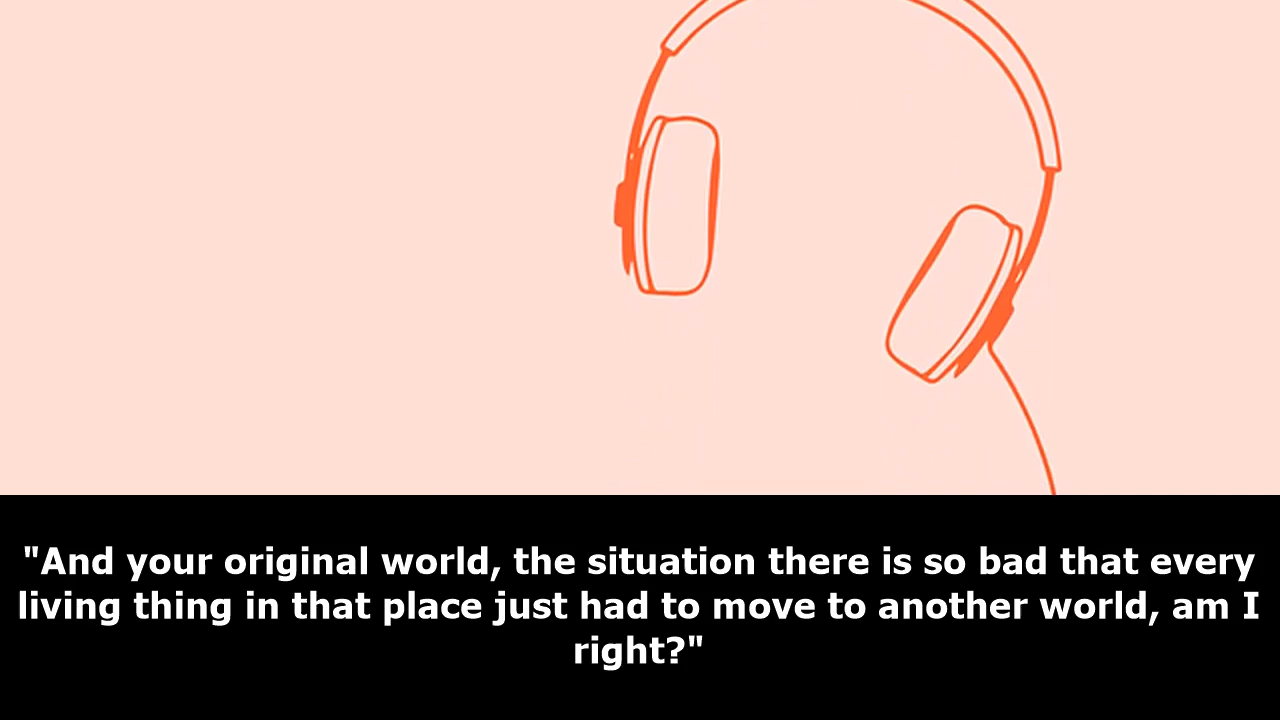 "And your original world, the situation there is so bad that every
living thing in that place just had to move to another world, am I
right?"